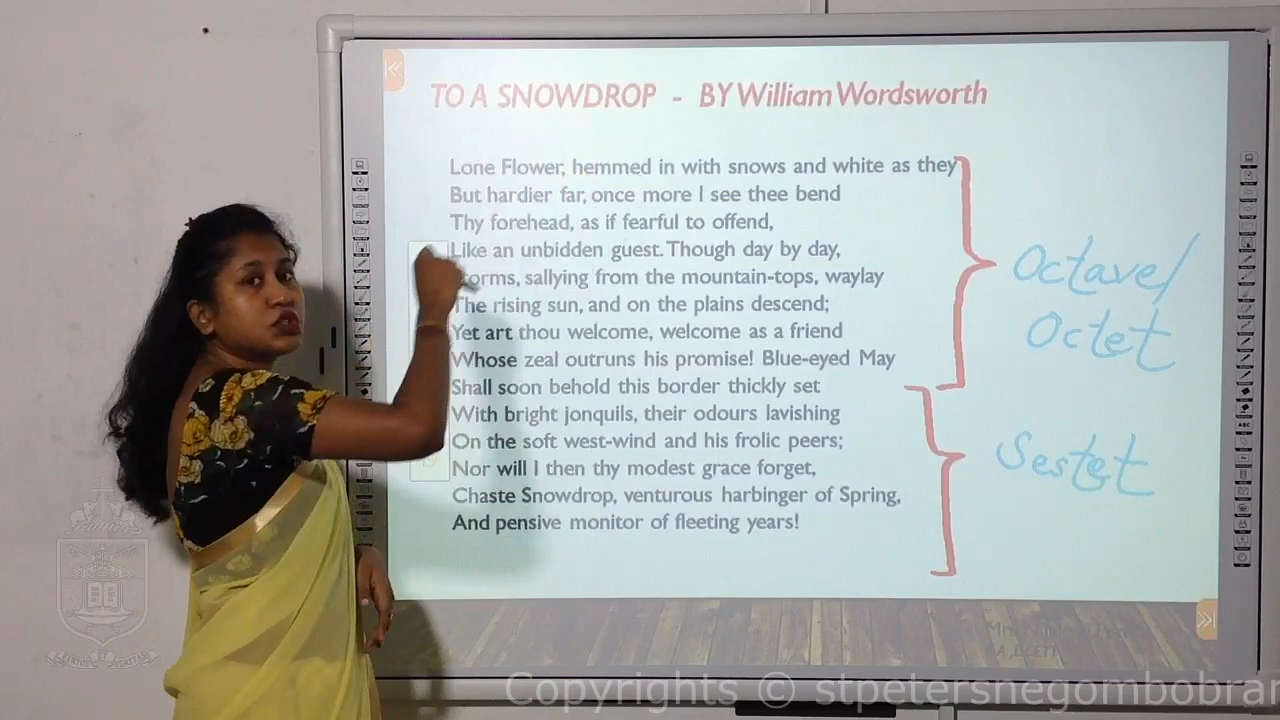 TO A SNOWDROP - BY William Wordsworth
Lone Flower, hemmed in with snows and white as they
But hardier far, once more I see thee bend
Thy forehead, as if fearful to offend,
Like an unbidden guest. Though day by day,
Storms, sallying from the mountain-tops, waylay
The rising sun, and on the plains descend;
Yet art thou welcome, welcome as a friend
Whose zeal outruns his promise! Blue-eyed May
Shall soon behold this border thickly set
With bright jonquils, their odours lavishing
On the soft west-wind and his frolic peers;
Nor will I then thy modest grace forget,
Chaste Snowdrop, venturous harbinger of Spring,
And pensive monitor of fleeting years!
Octave/
Octet
Sestet
Copyrights © stpetersnegombobran